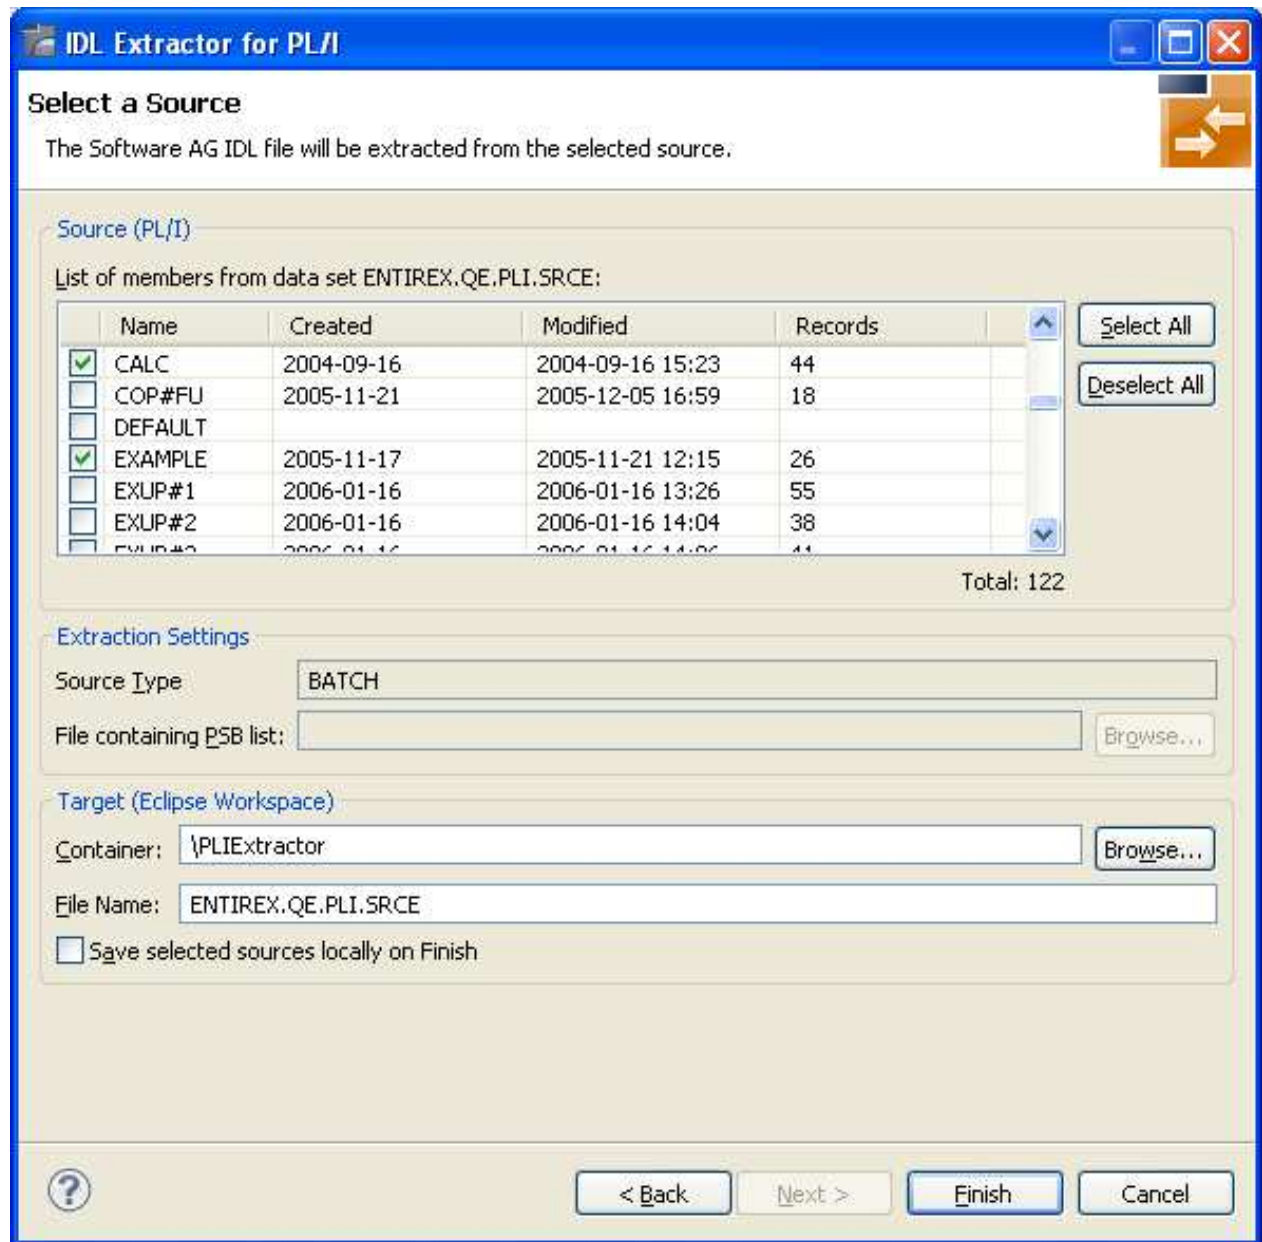 IDL Extractor for PL/I
Select a Source
The Software AG IDL file will be extracted from the selected source.
Source (PL/I)
List of members from data set ENTIREX.QE.PLI.SRCE:
Name Created Modified Records
CALC 2004-09-16 2004-09-16 15:23 44
COP#FU 2005-11-21 2005-12-05 16:59 18
DEFAULT
EXAMPLE 2005-11-17 2005-11-21 12:15 26
EXUP#1 2006-01-16 2006-01-16 13:26 55
EXUP#2 2006-01-16 2006-01-16 14:04 38
Select All
Deselect All
Total: 122
Extraction Settings
Source Type BATCH
File containing PSB list: Browse...
Target (Eclipse Workspace)
Container: \PLIExtractor Browse...
File Name: ENTIREX.QE.PLI.SRCE
Save selected sources locally on Finish
? < Back Next > Finish Cancel